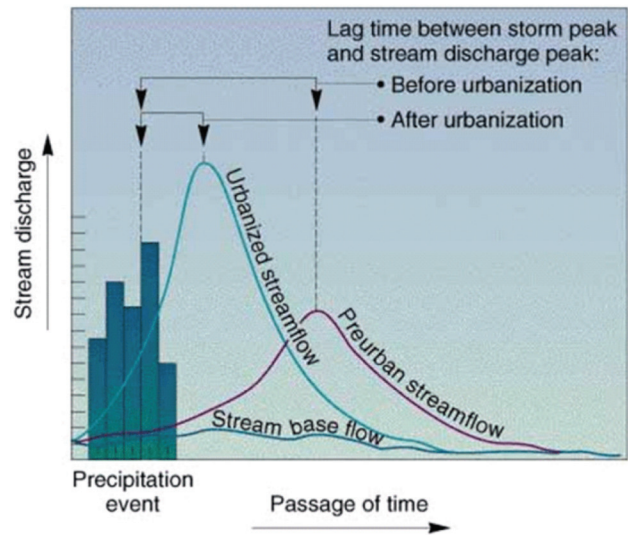 Lag time between storm peak
and stream discharge peak:
• Before urbanization
• After urbanization
Stream discharge
Urbanized streamflow
Preurban streamflow
Stream base flow
Precipitation
event
Passage of time